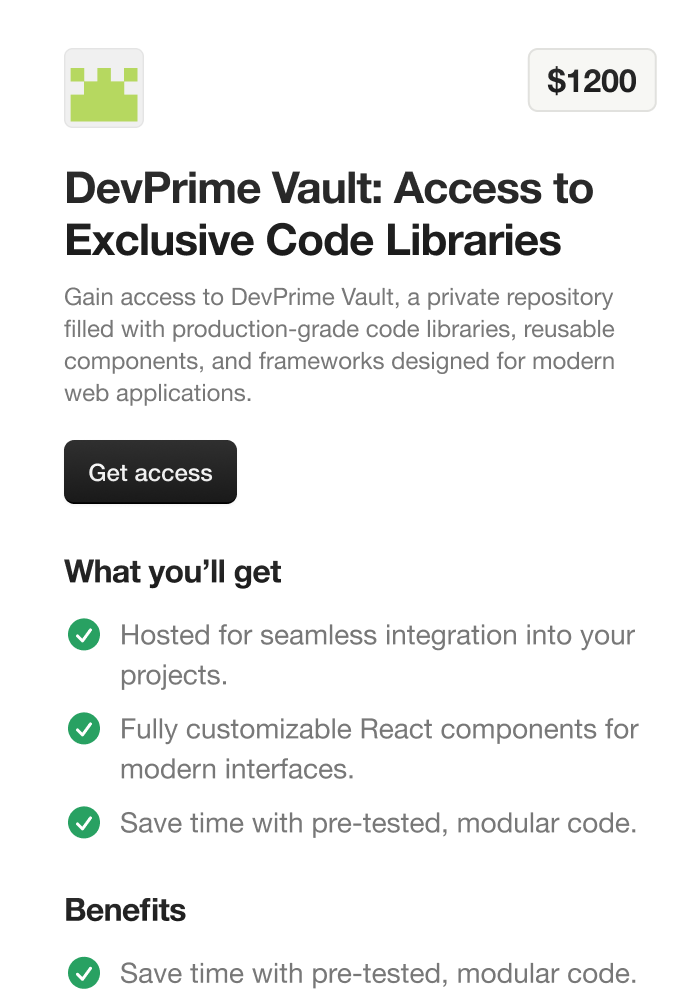 $1200
DevPrime Vault: Access to
Exclusive Code Libraries
Gain access to DevPrime Vault, a private repository
filled with production-grade code libraries, reusable
components, and frameworks designed for modern
web applications.
Get access
What you’ll get
Hosted for seamless integration into your
projects.
Fully customizable React components for
modern interfaces.
Save time with pre-tested, modular code.
Benefits
Save time with pre-tested, modular code.